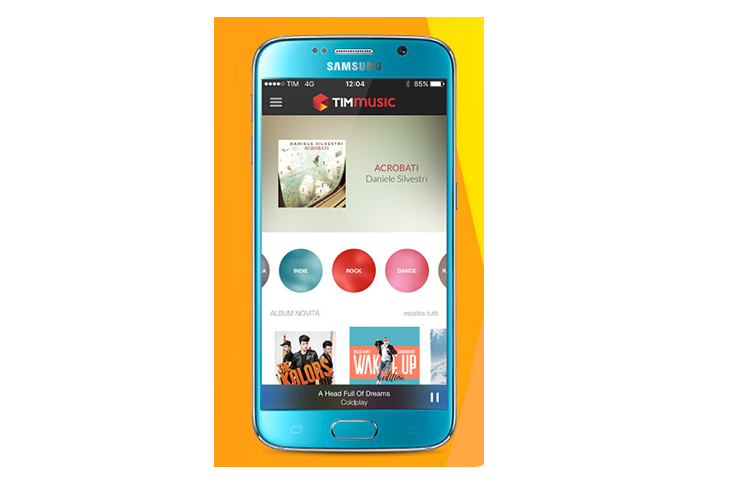 SAMSUNG
TIM 4G 12:04 85%
TIMMUSIC
DANIELE SILVESTRI
ACROBATI
ACROBATI
Daniele Silvestri
INDIE ROCK DANCE
ALBUM NOVITÀ mostra tutti
THE KOLORS
WAKE UP
edition
A Head Full Of Dreams
Coldplay